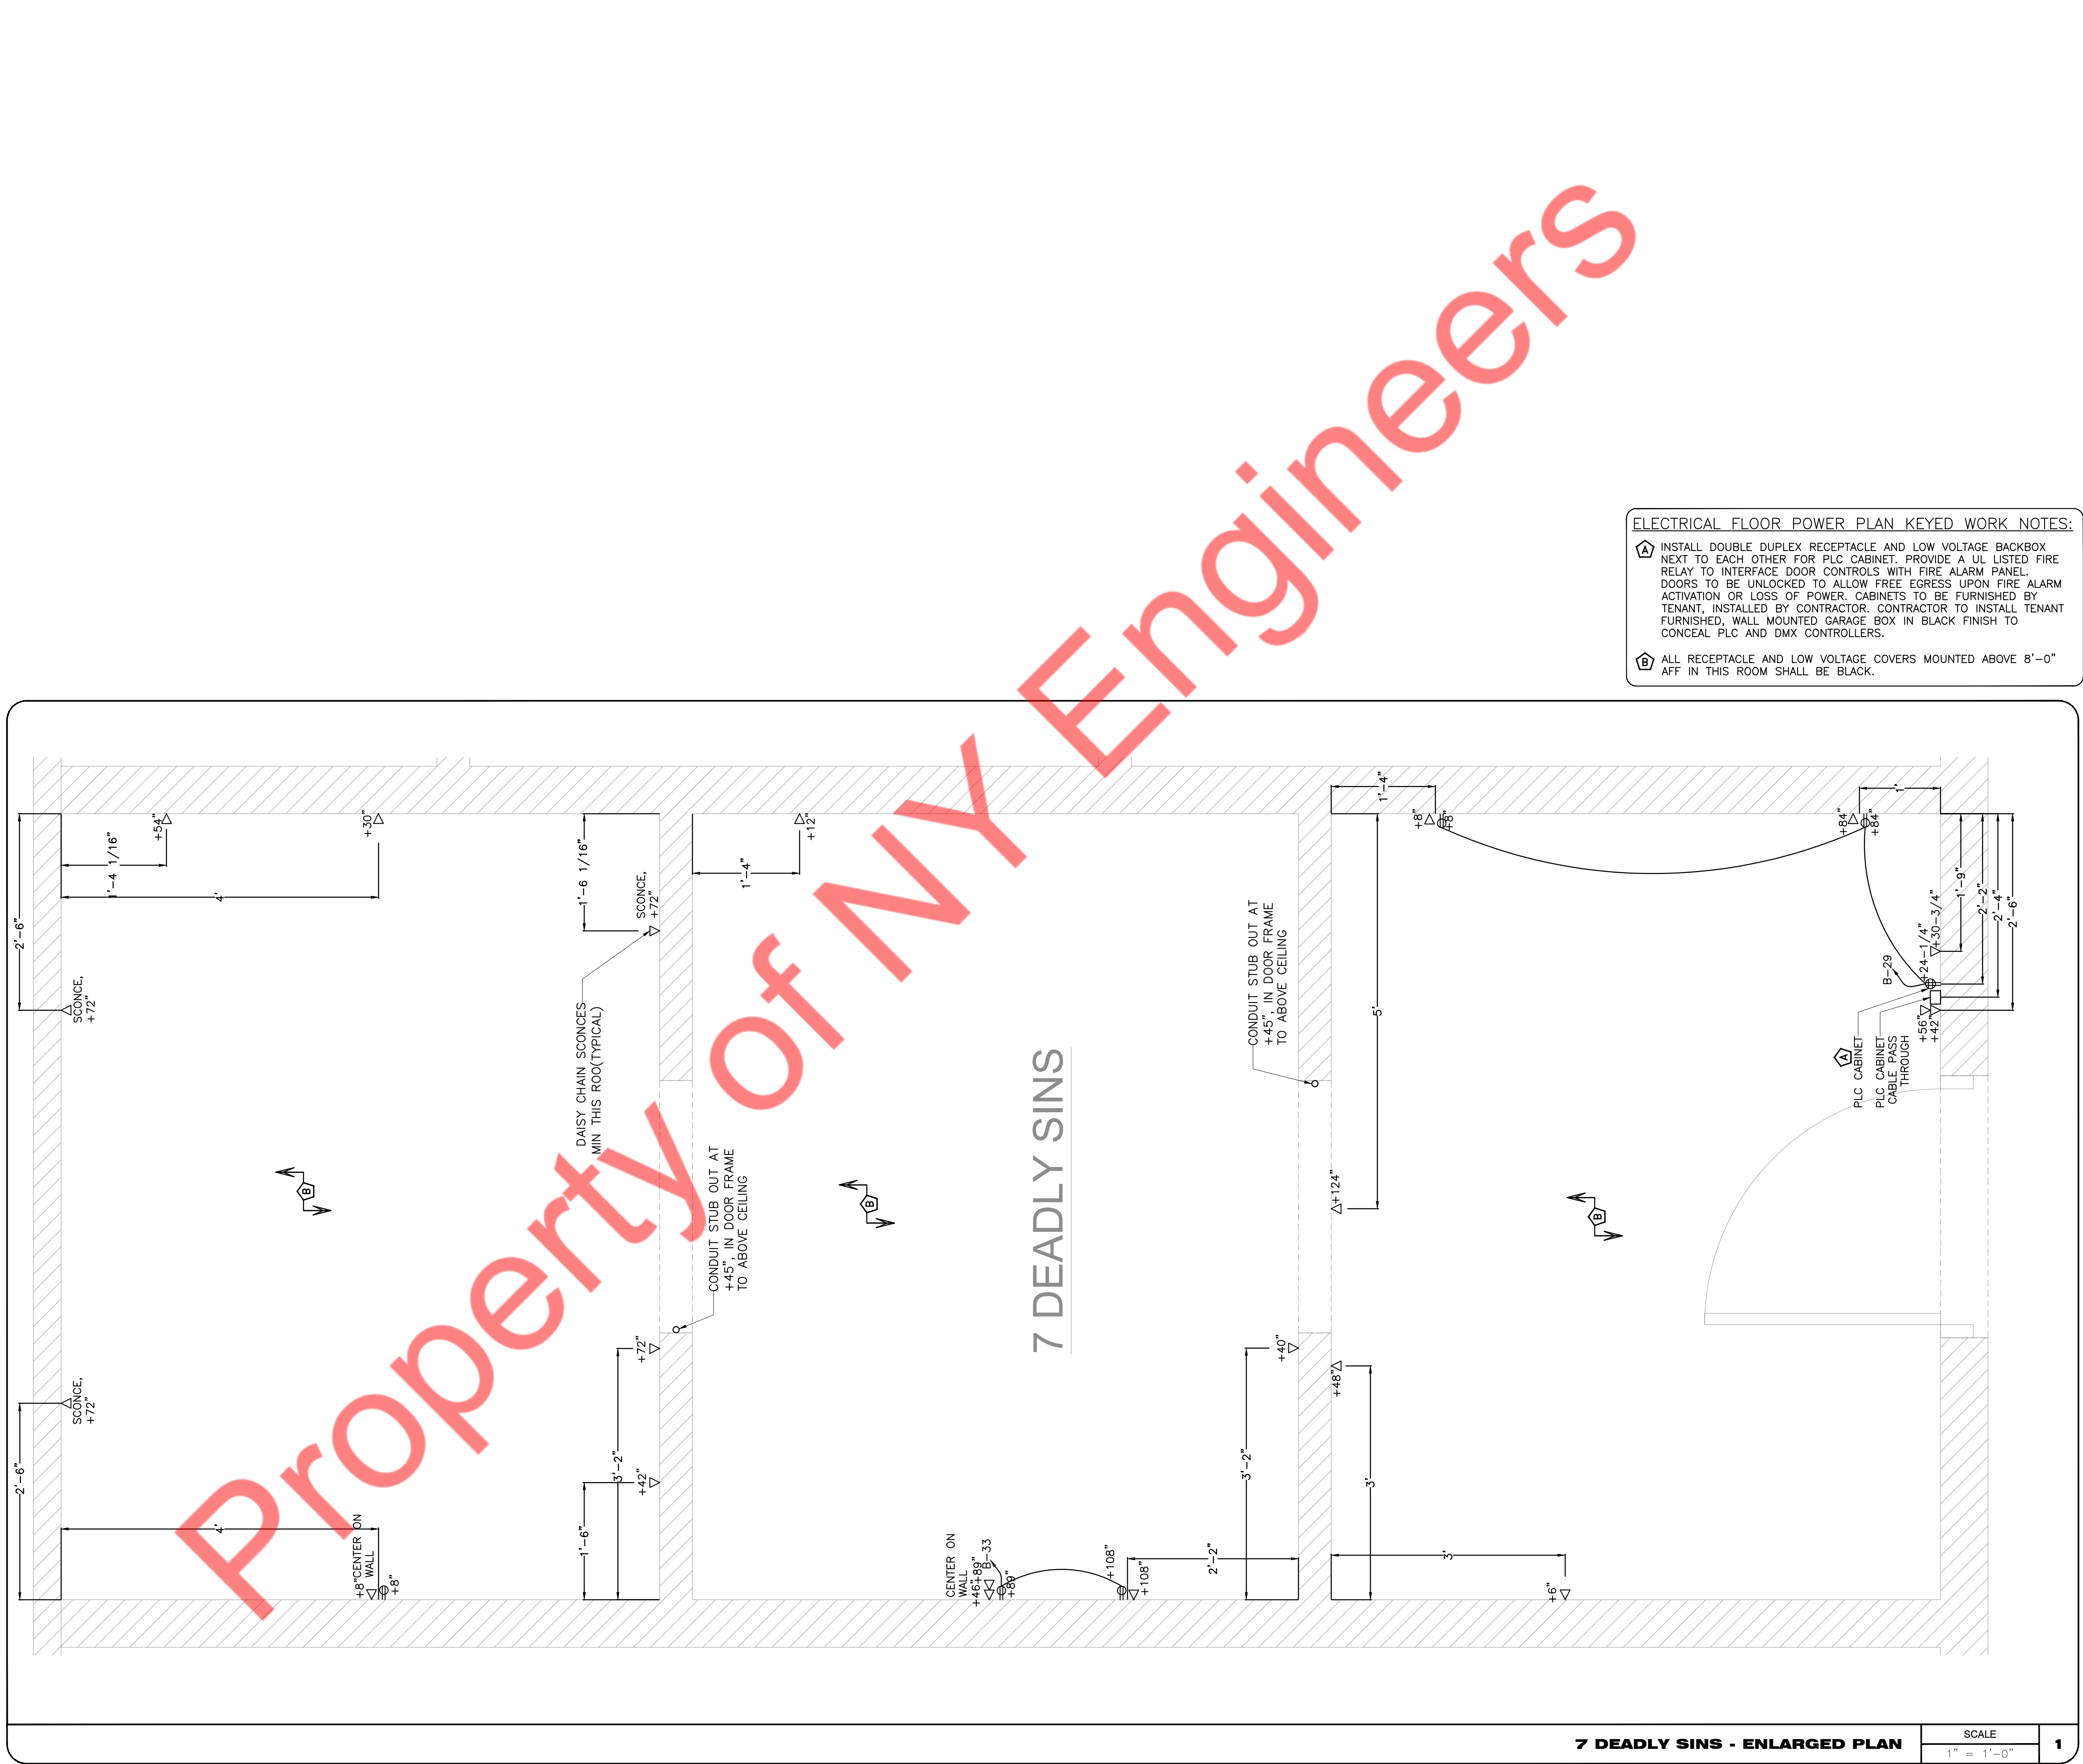 ELECTRICAL FLOOR POWER PLAN KEYED WORK NOTES:
A INSTALL DOUBLE DUPLEX RECEPTACLE AND LOW VOLTAGE BACKBOX
NEXT TO EACH OTHER FOR PLC CABINET. PROVIDE A UL LISTED FIRE
RELAY TO INTERFACE DOOR CONTROLS WITH FIRE ALARM PANEL.
DOORS TO BE UNLOCKED TO ALLOW FREE EGRESS UPON FIRE ALARM
ACTIVATION OR LOSS OF POWER. CABINETS TO BE FURNISHED BY
TENANT, INSTALLED BY CONTRACTOR. CONTRACTOR TO INSTALL TENANT
FURNISHED, WALL MOUNTED GARAGE BOX IN BLACK FINISH TO
CONCEAL PLC AND DMX CONTROLLERS.
B ALL RECEPTACLE AND LOW VOLTAGE COVERS MOUNTED ABOVE 8'-0"
AFF IN THIS ROOM SHALL BE BLACK.
Property of NY Engineers
2'-6"
1'-4 1/16"
+54"
4'
+30"
SCONCE,
+72"
1'-6 1/16"
SCONCE,
+72"
DAISY CHAIN SCONCES
MIN THIS ROO(TYPICAL)
B
SCONCE,
+72"
2'-6"
4'
+8"CENTER ON
WALL
+8"
1'-6"
3'-2"
+42"
+72"
CONDUIT STUB OUT AT
+45", IN DOOR FRAME
TO ABOVE CEILING
1'-4"
+12"
B
7 DEADLY SINS
CENTER ON
WALL
+46"+89"
B-33
+89"
+108"
+108"
2'-2"
3'-2"
+40"
CONDUIT STUB OUT AT
+45", IN DOOR FRAME
TO ABOVE CEILING
1'-4"
+8"
+8"
5'
+124"
+48"
3'
3'
+6"
B
+84"
+84"
1'
1'-9"
2'-2"
2'-4"
2'-6"
+30-3/4"
+24-1/4"
B-29
+56"
+42"
A
PLC CABINET
PLC CABINET
CABLE PASS
THROUGH
7 DEADLY SINS - ENLARGED PLAN
SCALE
1" = 1'-0"
1